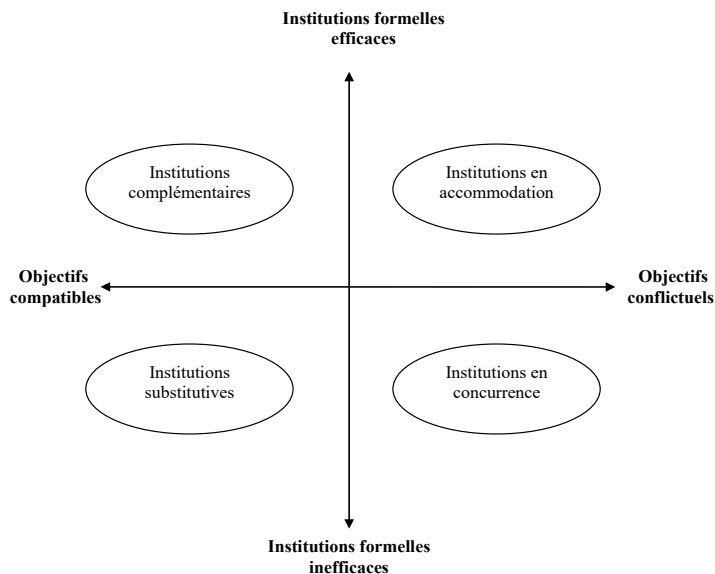 Institutions formelles
efficaces
Institutions
complémentaires
Institutions en
accommodation
Objectifs
compatibles
Objectifs
conflictuels
Institutions
substitutives
Institutions en
concurrence
Institutions formelles
inefficaces